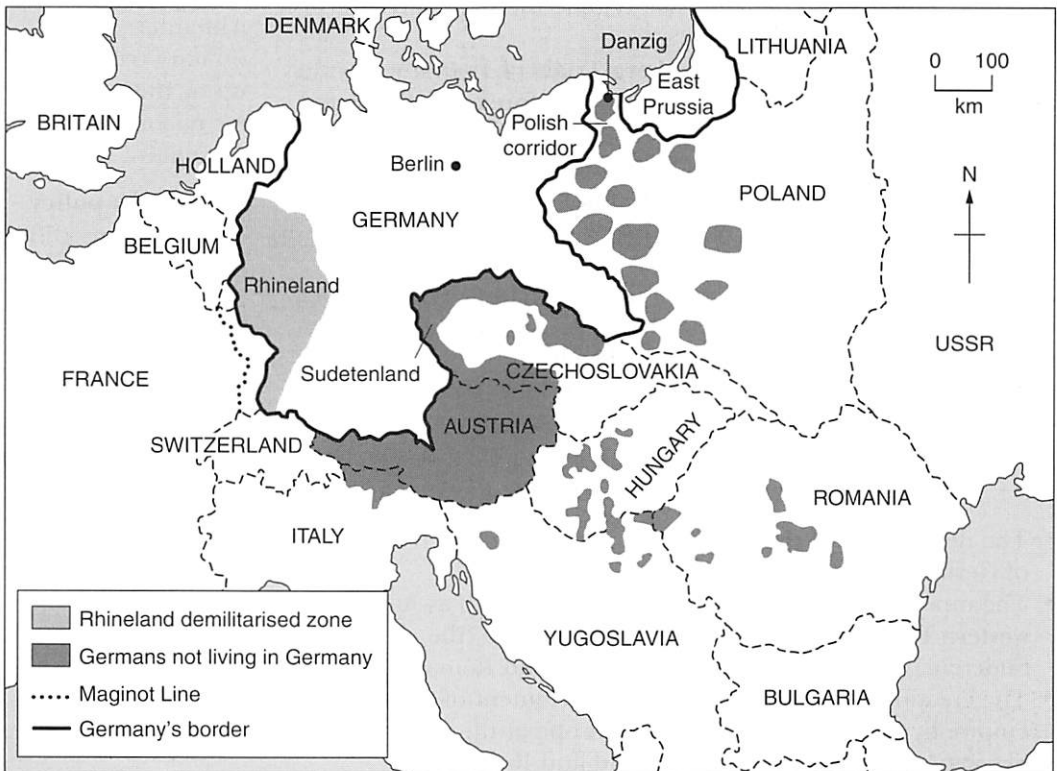 DENMARK
Danzig
LITHUANIA
0 100
km
East
Prussia
BRITAIN
Polish
corridor
HOLLAND
Berlin
N
POLAND
GERMANY
BELGIUM
Rhineland
USSR
FRANCE
Sudetenland
CZECHOSLOVAKIA
AUSTRIA
SWITZERLAND
HUNGARY
ROMANIA
ITALY
Rhineland demilitarised zone
Germans not living in Germany
Maginot Line
Germany's border
YUGOSLAVIA
BULGARIA